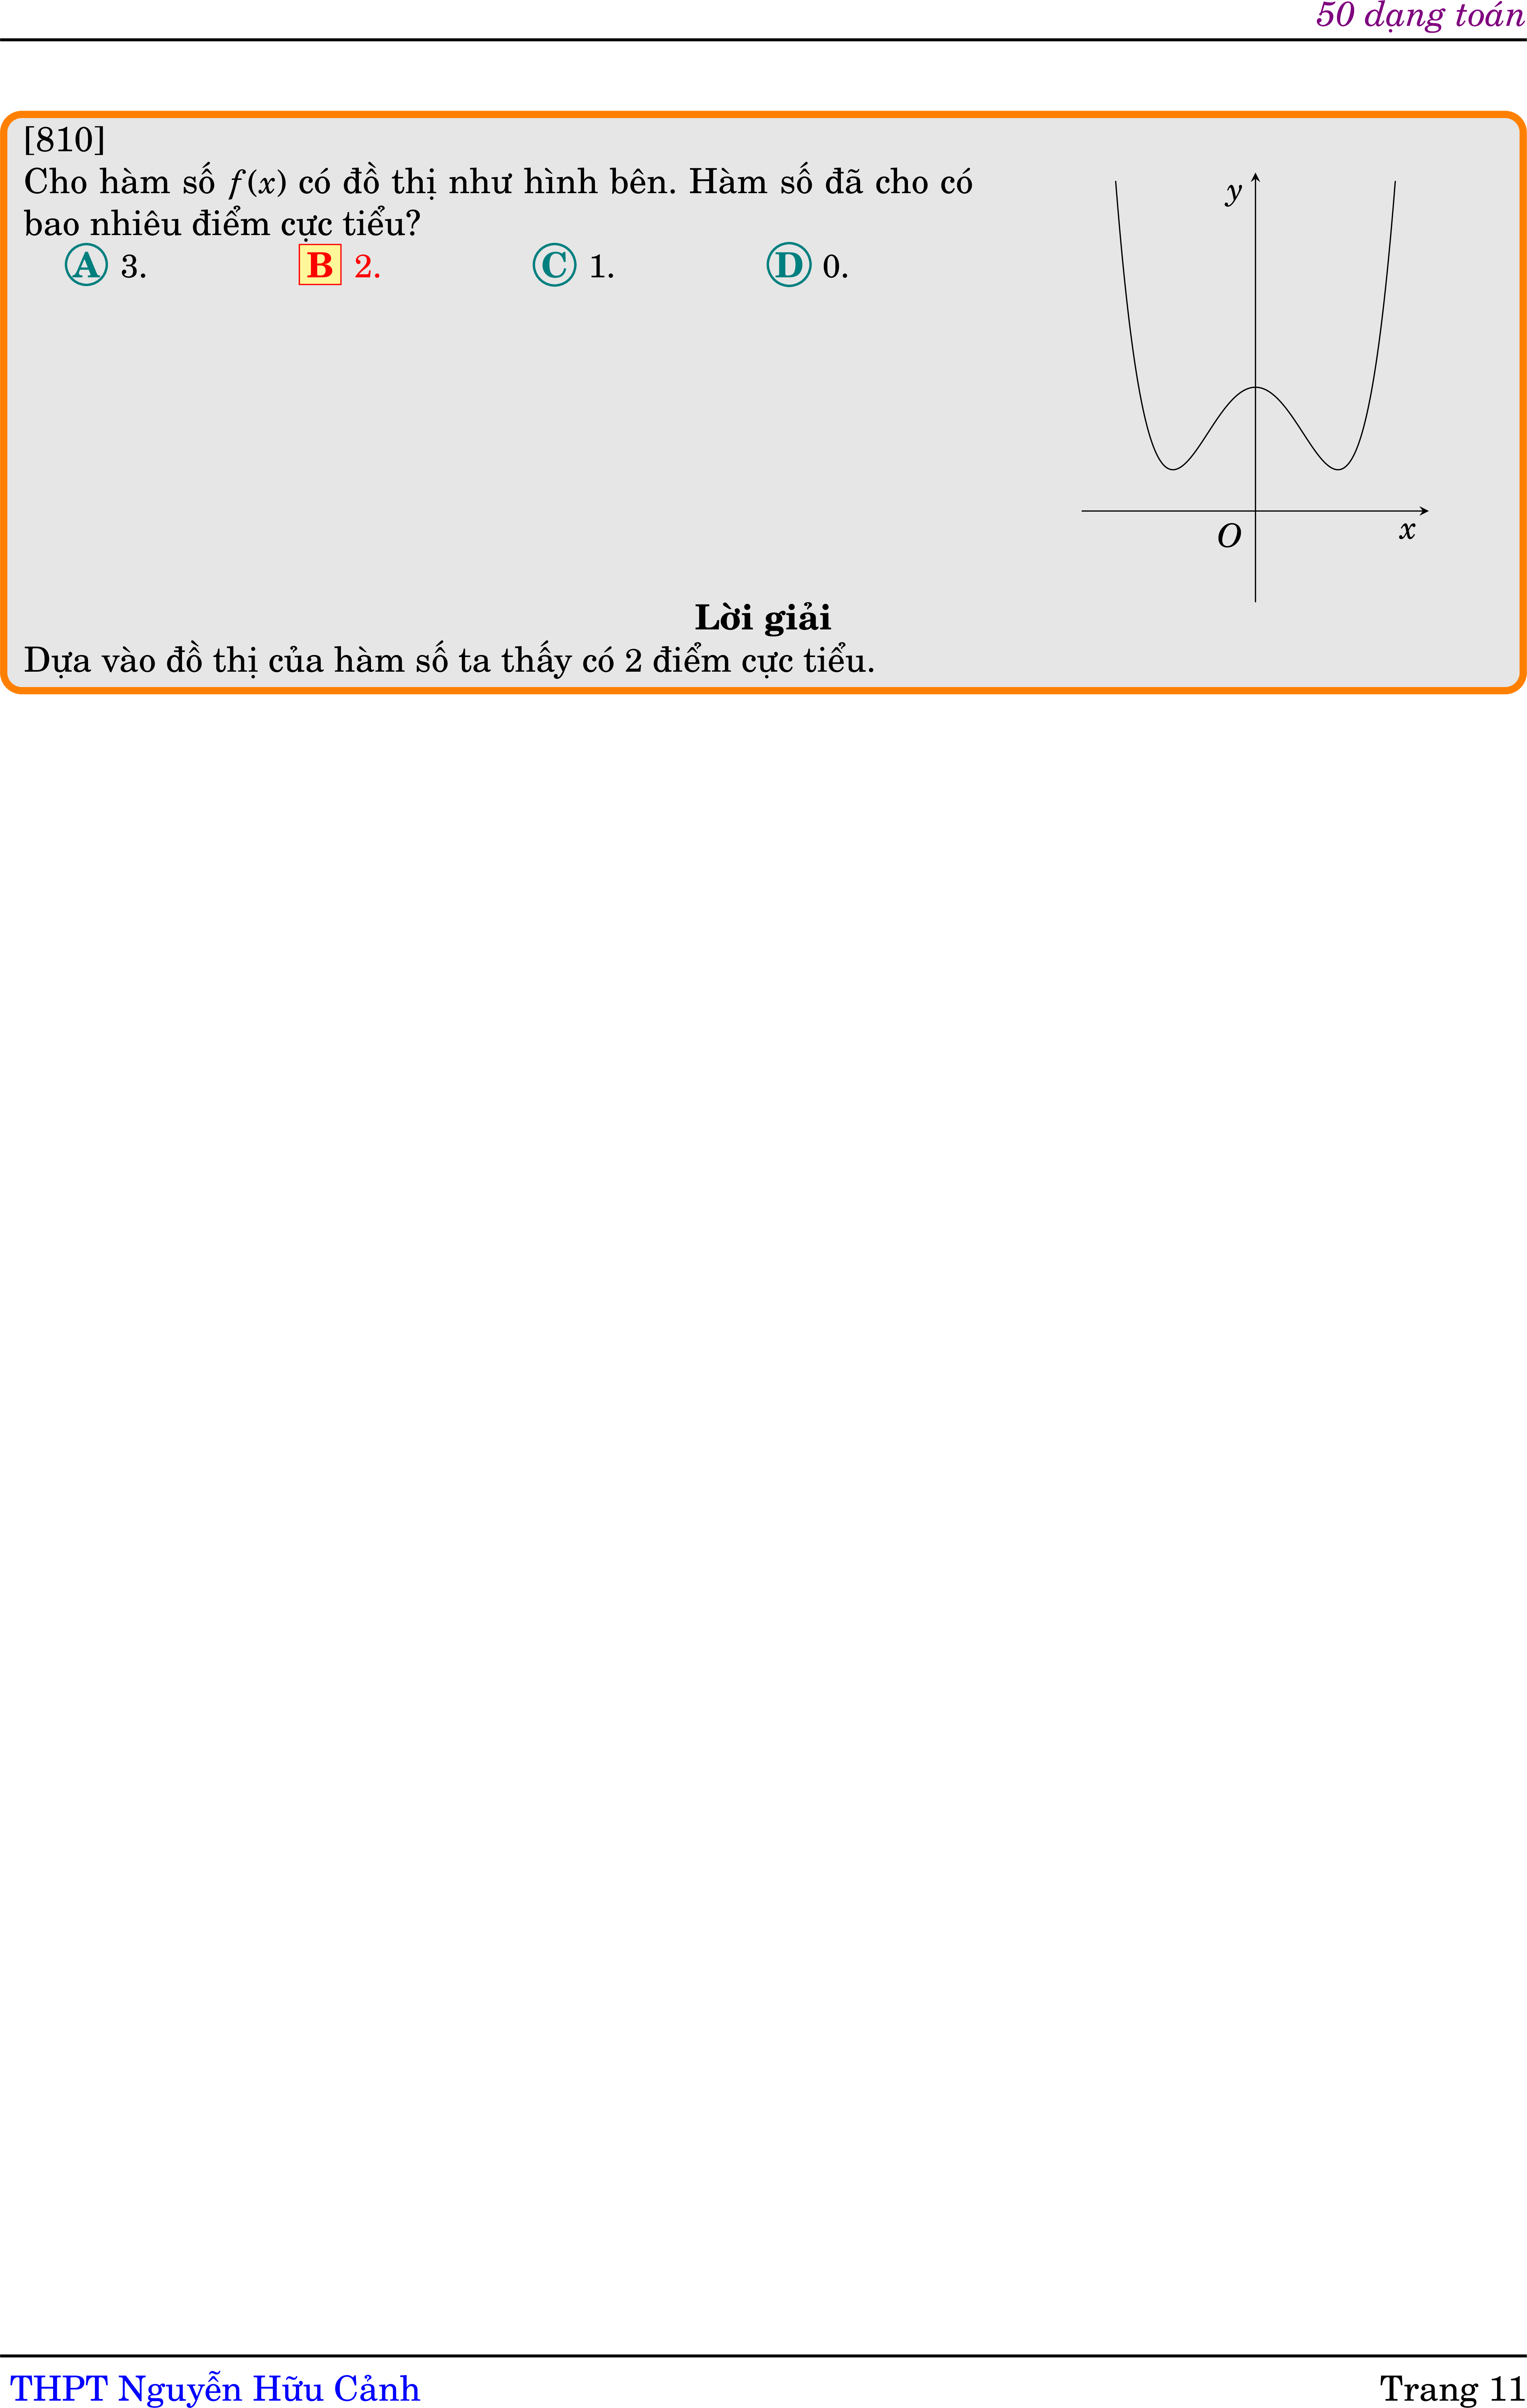 50 dạng toán
[810]
Cho hàm số f(x) có đồ thị như hình bên. Hàm số đã cho có
bao nhiêu điểm cực tiểu?
A 3. B 2. C 1. D 0.
y
O
x
Lời giải
Dựa vào đồ thị của hàm số ta thấy có 2 điểm cực tiểu.
THPT Nguyễn Hữu Cảnh Trang 11